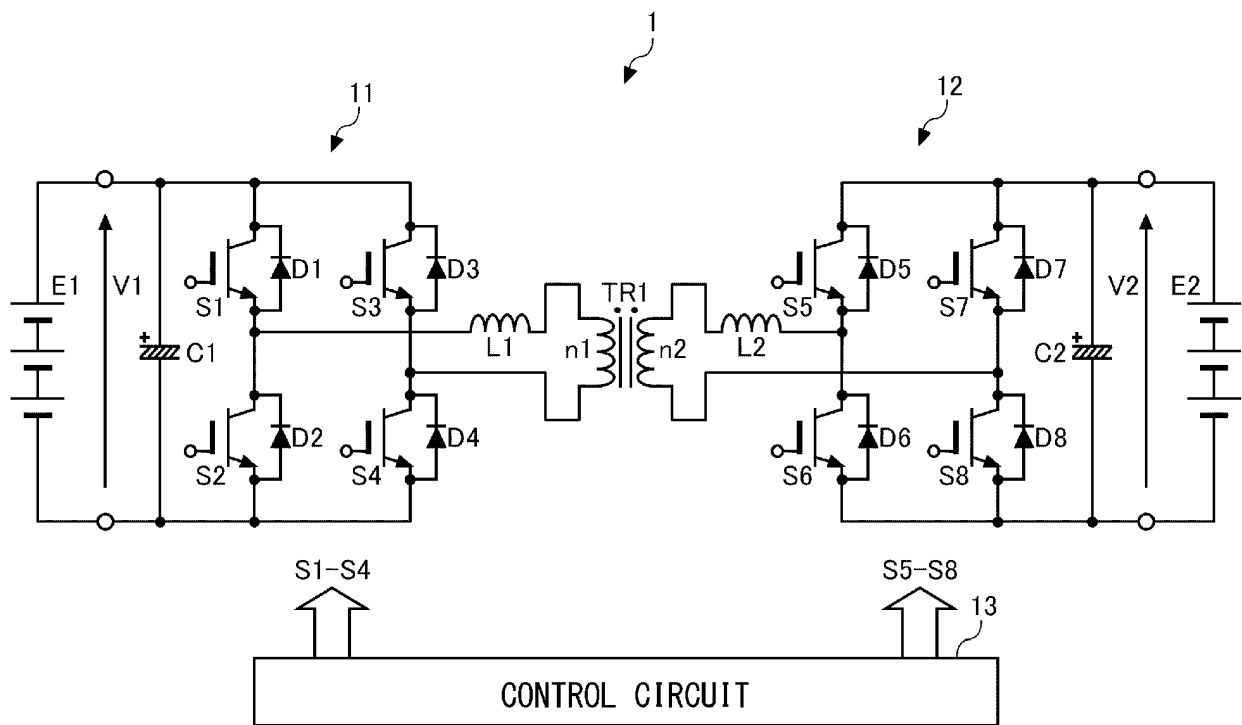 1
11
12
E1
V1
+
C1
S1
D1
S3
D3
S2
D2
S4
D4
L1
n1
TR1
n2
L2
S5
D5
S7
D7
S6
D6
S8
D8
+
C2
V2
E2
S1-S4
S5-S8
13
CONTROL CIRCUIT